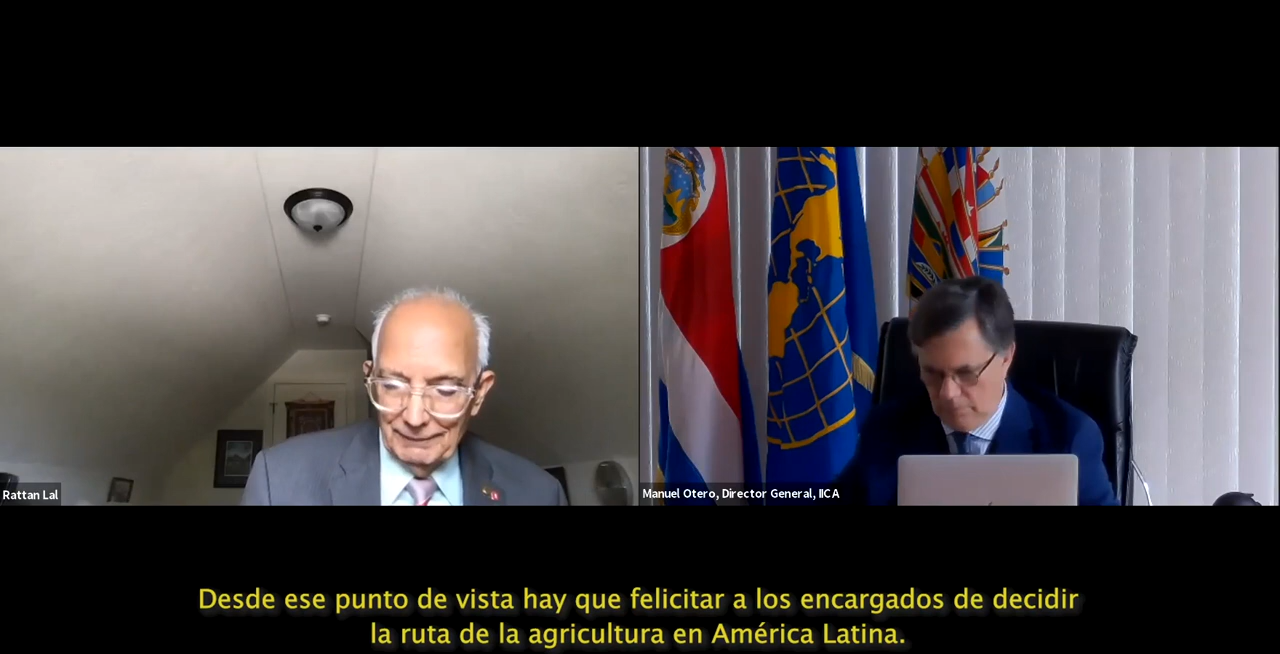 Rattan Lal
Manuel Otero, Director General, IICA
Desde ese punto de vista hay que felicitar a los encargados de decidir
la ruta de la agricultura en América Latina.